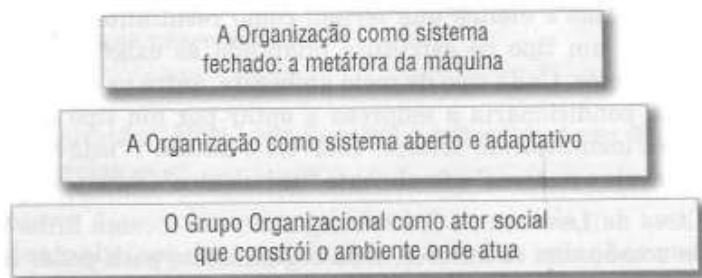 A Organização como sistema
fechado: a metáfora da máquina
A Organização como sistema aberto e adaptativo
O Grupo Organizacional como ator social
que constrói o ambiente onde atua